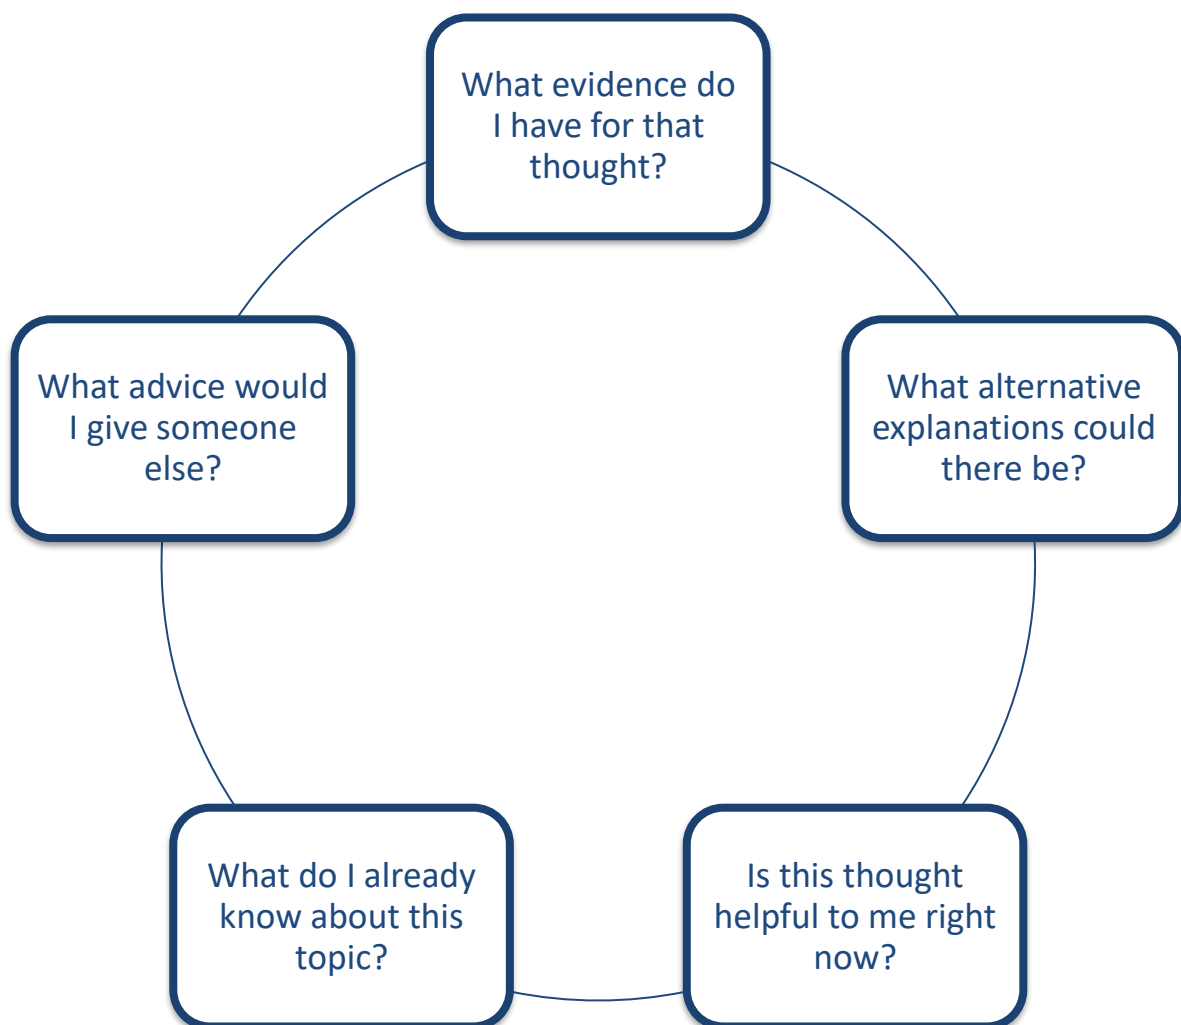 What evidence do
I have for that
thought?
What alternative
explanations could
there be?
Is this thought
helpful to me right
now?
What do I already
know about this
topic?
What advice would
I give someone
else?